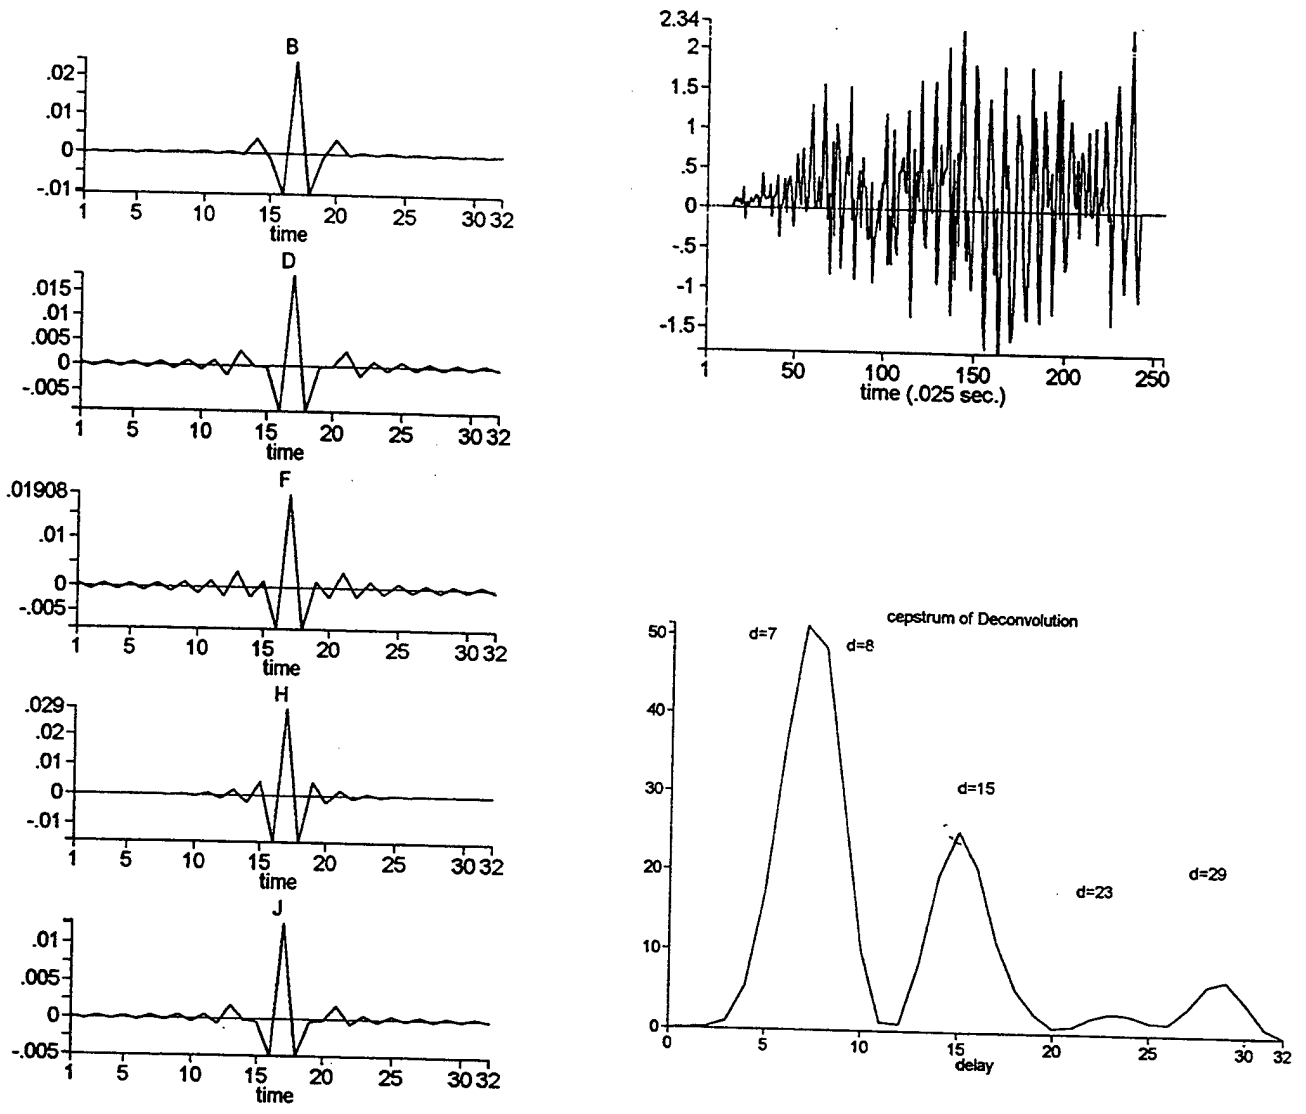 B
.02
.01
0
-.01
1 5 10 15 20 25 30 32
time
D
.015
.01
.005
0
-.005
1 5 10 15 20 25 30 32
time
F
.01908
.01
0
-.005
1 5 10 15 20 25 30 32
time
H
.029
.02
.01
0
-.01
1 5 10 15 20 25 30 32
time
J
.01
.005
0
-.005
1 5 10 15 20 25 30 32
time
2.34
2
1.5
1
.5
0
-.5
-1
-1.5
1 50 100 150 200 250
time (.025 sec.)
cepstrum of Deconvolution
50
d=7 d=8
40
30
d=15
20
d=23 d=29
10
0
0 5 10 15 20 25 30 32
delay